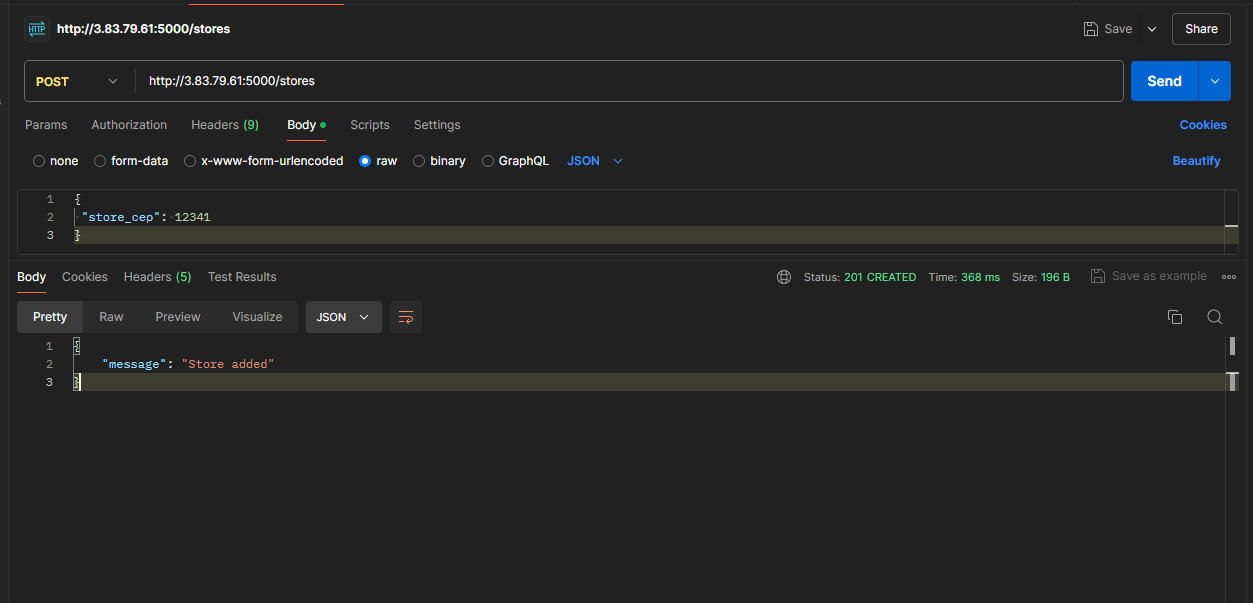 HTTP http://3.83.79.61:5000/stores Save Share
POST http://3.83.79.61:5000/stores Send
Params Authorization Headers (9) Body Scripts Settings Cookies
none form-data x-www-form-urlencoded raw binary GraphQL JSON Beautify
1 {
2 "store_cep": 12341
3 }
Body Cookies Headers (5) Test Results Status: 201 CREATED Time: 368 ms Size: 196 B Save as example
Pretty Raw Preview Visualize JSON
1 {
2 "message": "Store added"
3 }